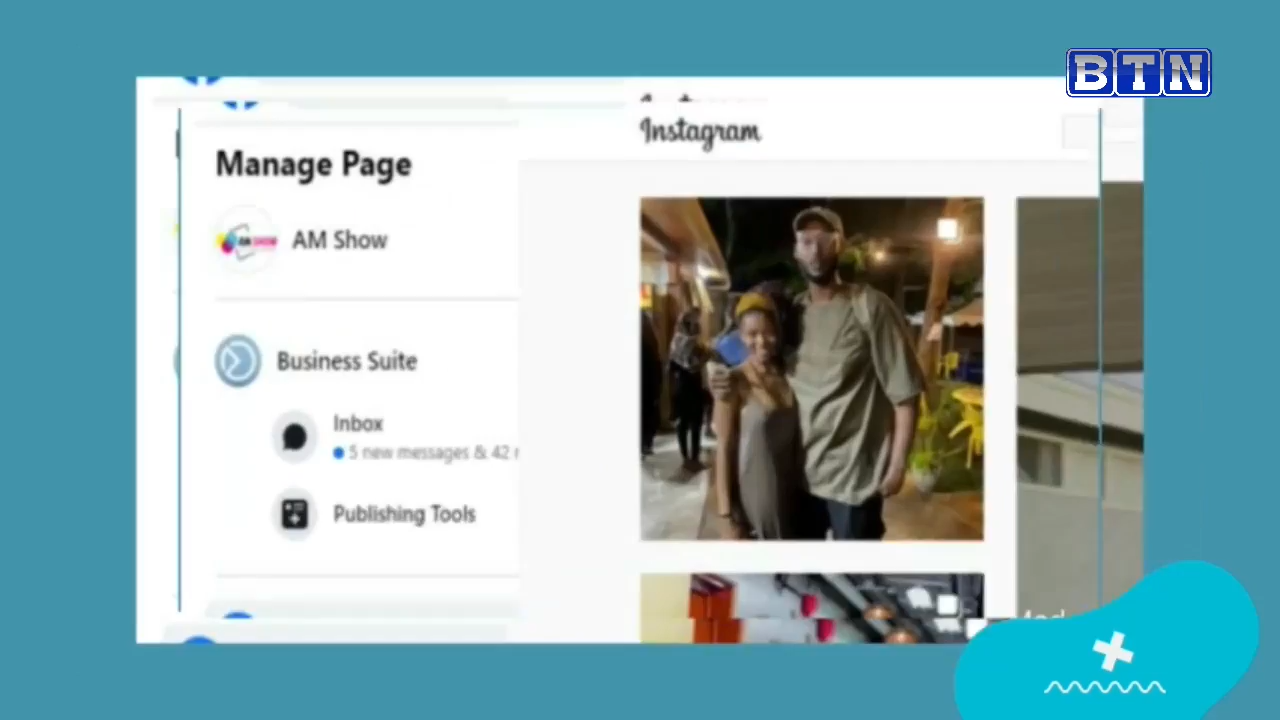 BTN
Instagram
Manage Page
AM Show
Business Suite
Inbox
5 new messages & 42
Publishing Tools